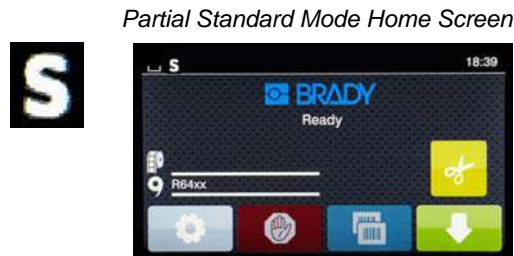 Partial Standard Mode Home Screen
S
S 18:39
BRADY
Ready
9 R64xx